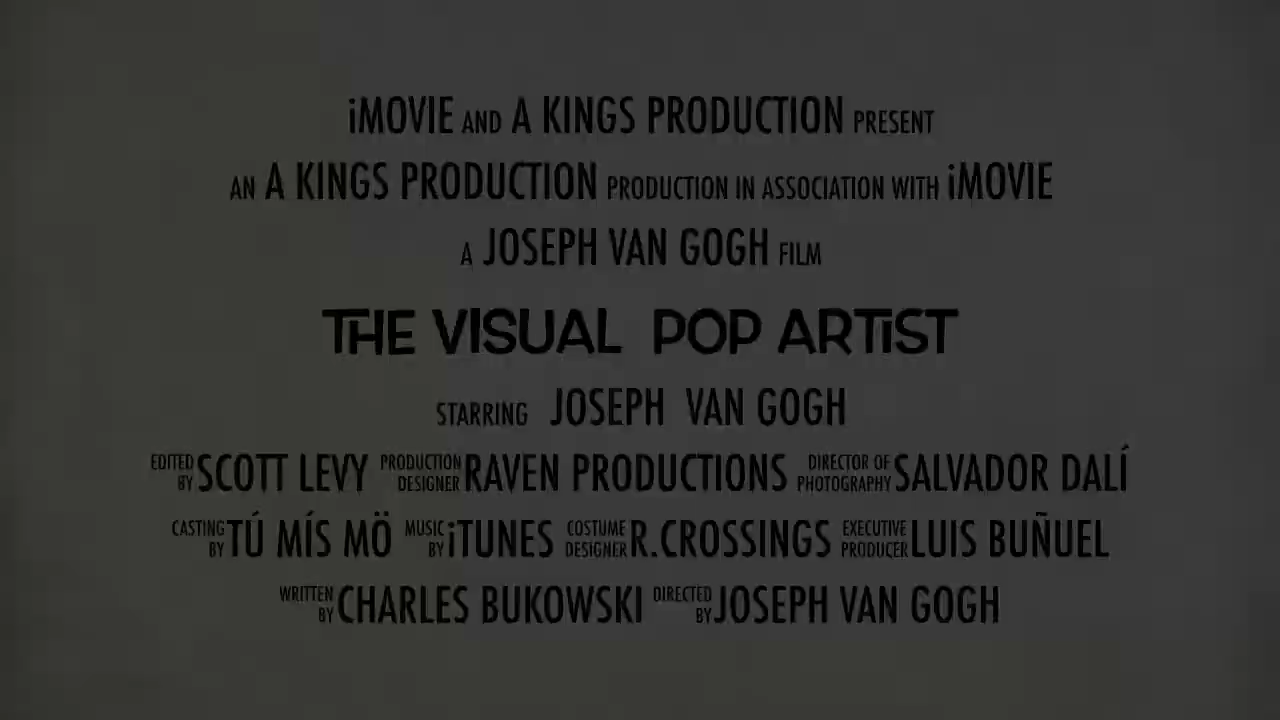 iMOVIE AND A KINGS PRODUCTION PRESENT
AN A KINGS PRODUCTION PRODUCTION IN ASSOCIATION WITH iMOVIE
A JOSEPH VAN GOGH FILM
THE VISUAL POP ARTiST
STARRING JOSEPH VAN GOGH
EDITED BY SCOTT LEVY PRODUCTION DESIGNER RAVEN PRODUCTIONS DIRECTOR OF PHOTOGRAPHY SALVADOR DALÍ
CASTING BY TÚ MÍS MÖ MUSIC BY iTUNES COSTUME DESIGNER R.CROSSINGS EXECUTIVE PRODUCER LUIS BUÑUEL
WRITTEN BY CHARLES BUKOWSKI DIRECTED BY JOSEPH VAN GOGH